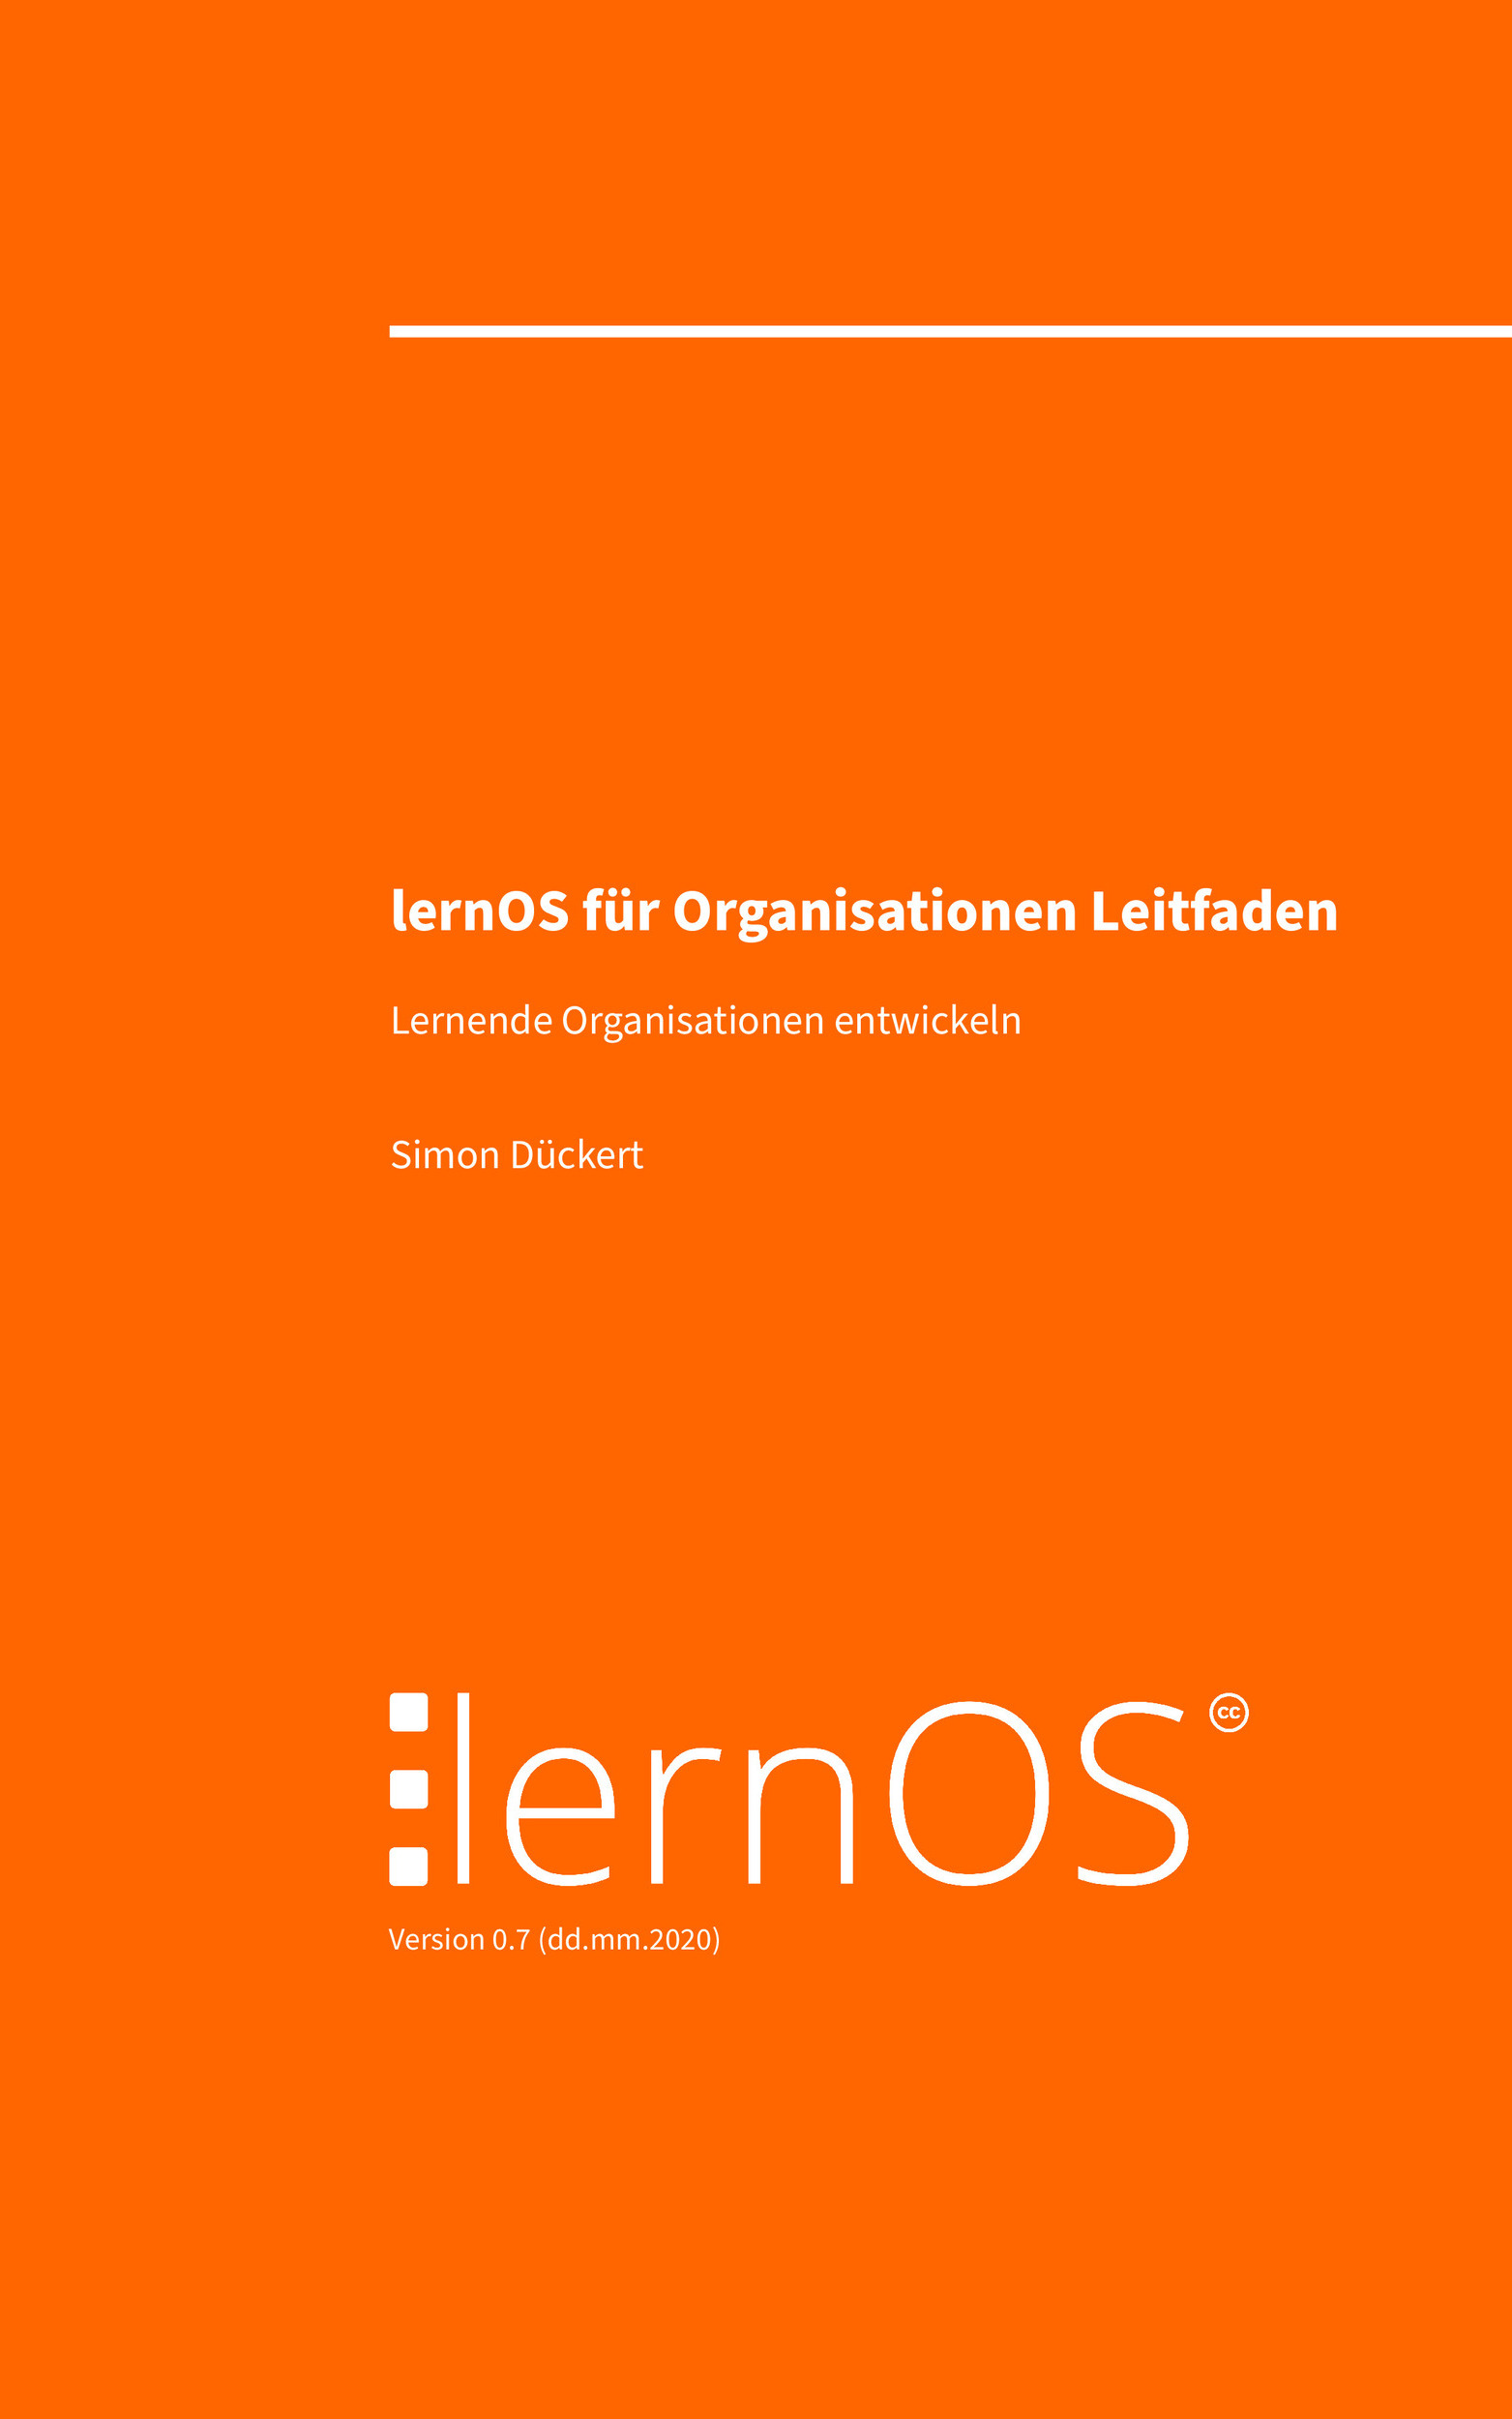 lernOS für Organisationen Leitfaden
Lernende Organisationen entwickeln
Simon Dückert
lernOS cc
Version 0.7 (dd.mm.2020)